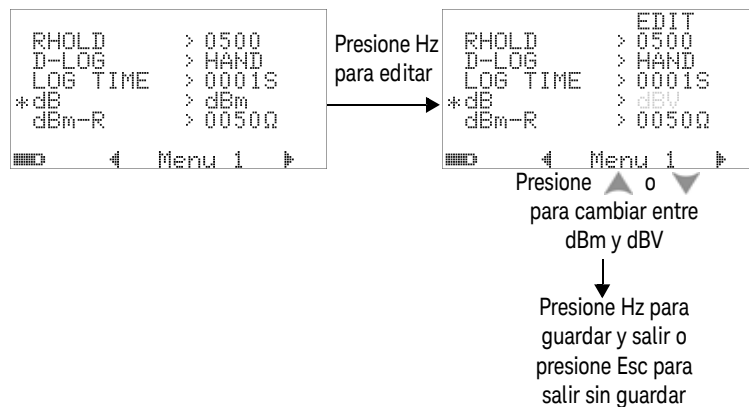 RHOLD > 0500
D-LOG > HAND
LOG TIME > 0001S
*dB > dBm
dBm-R > 0050Ω
Menu 1
Presione Hz
para editar
EDIT
RHOLD > 0500
D-LOG > HAND
LOG TIME > 0001S
*dB > dBV
dBm-R > 0050Ω
Menu 1
Presione o
para cambiar entre
dBm y dBV
Presione Hz para
guardar y salir o
presione Esc para
salir sin guardar